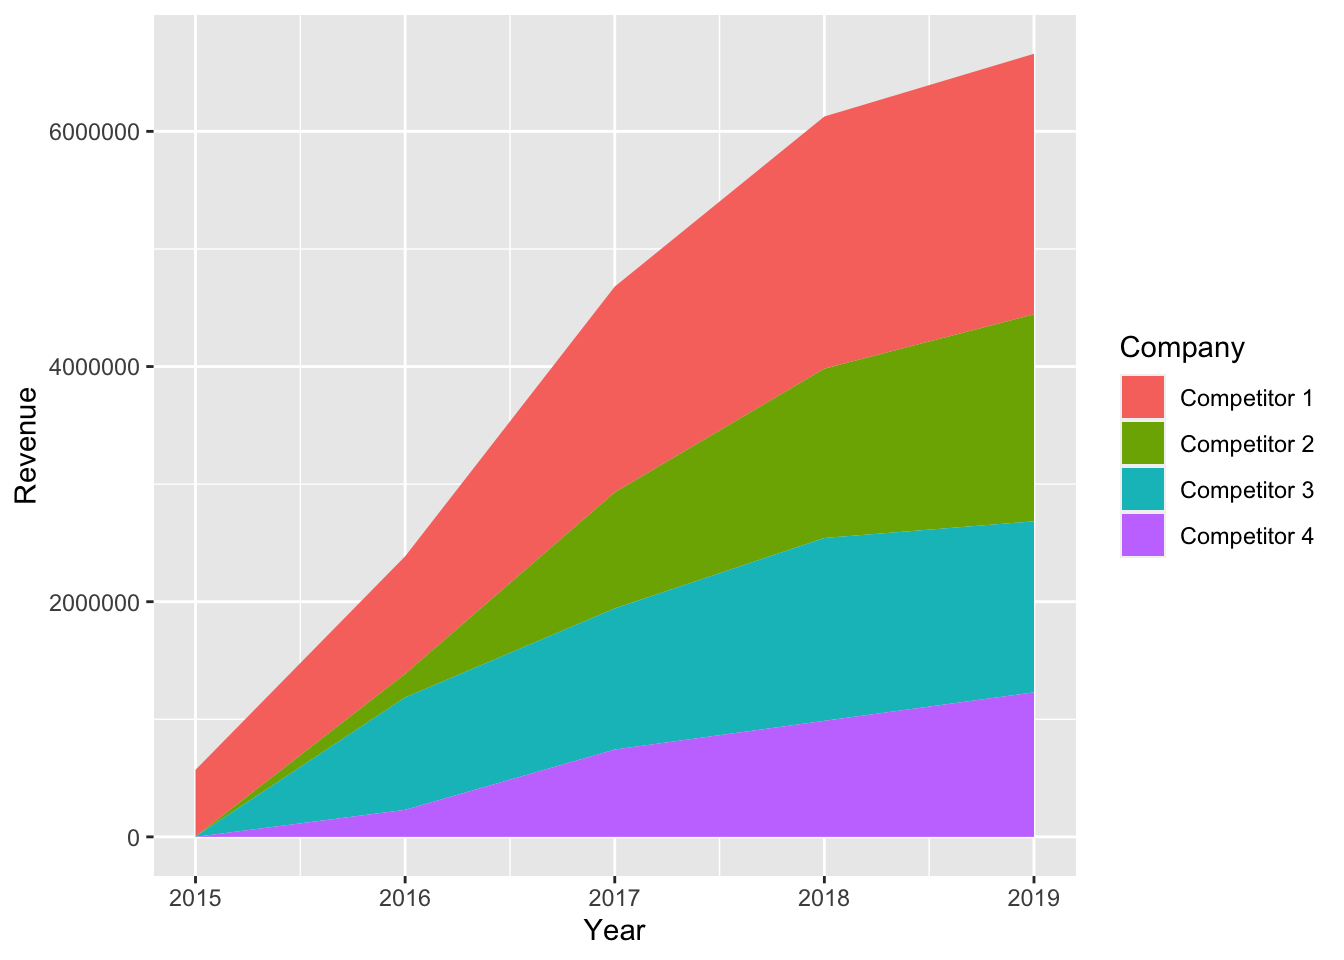 Revenue
6000000
4000000
2000000
0
2015 2016 2017 2018 2019
Year
Company
Competitor 1
Competitor 2
Competitor 3
Competitor 4